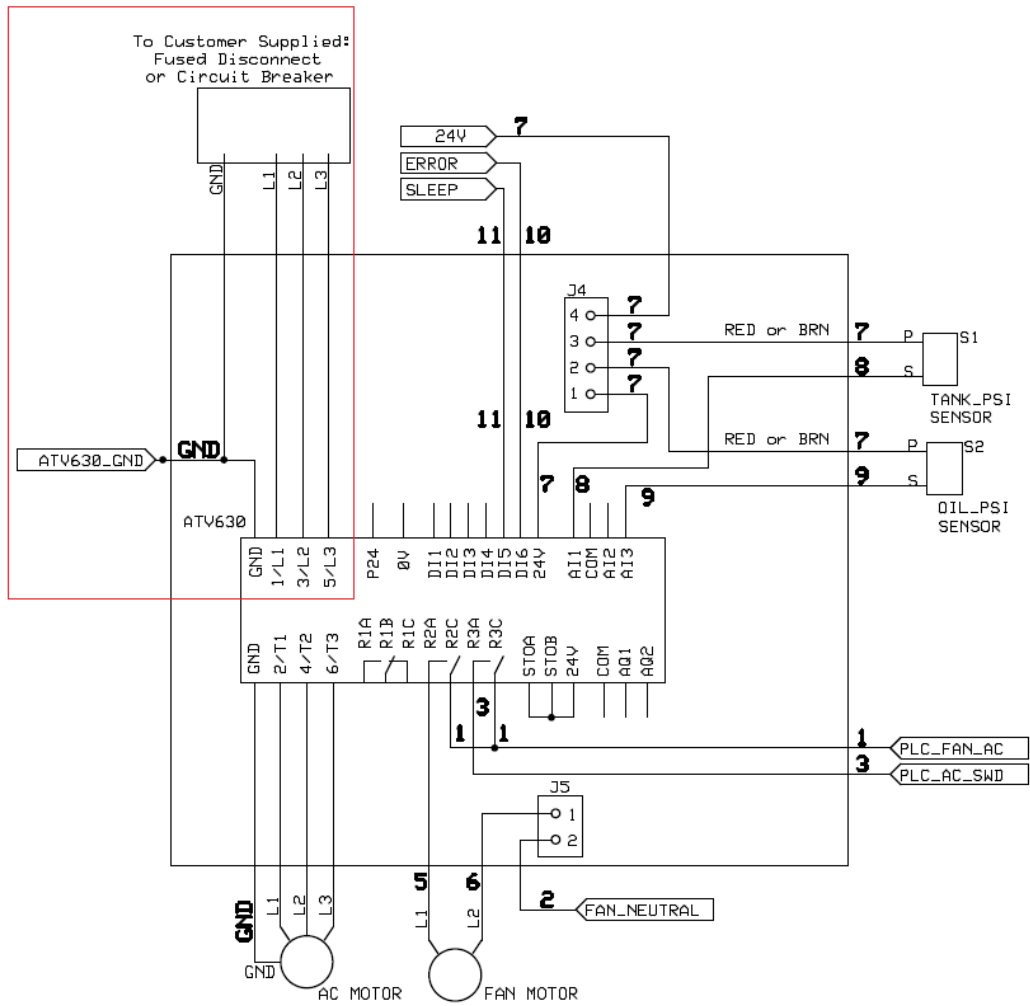 To Customer Supplied:
Fused Disconnect
or Circuit Breaker
GND
L1
L2
L3
24V
7
ERROR
SLEEP
11
10
J4
4
7
3
7
2
7
1
7
RED or BRN
7
P
S1
8
S
TANK_PSI
SENSOR
11
10
RED or BRN
7
P
S2
9
S
OIL_PSI
SENSOR
ATV630_GND
GND
7
8
9
ATV630
GND
1/L1
3/L2
5/L3
P24
0V
DI1
DI2
DI3
DI4
DI5
DI6
24V
AI1
COM
AI2
AI3
GND
2/T1
4/T2
6/T3
R1A
R1B
R1C
R2A
R2C
R3A
R3C
STOA
STOB
24V
COM
AQ1
AQ2
3
1
1
1
PLC_FAN_AC
3
PLC_AC_SWD
J5
1
2
5
6
2
FAN_NEUTRAL
GND
L1
L2
L3
L1
L2
GND
AC MOTOR
FAN MOTOR